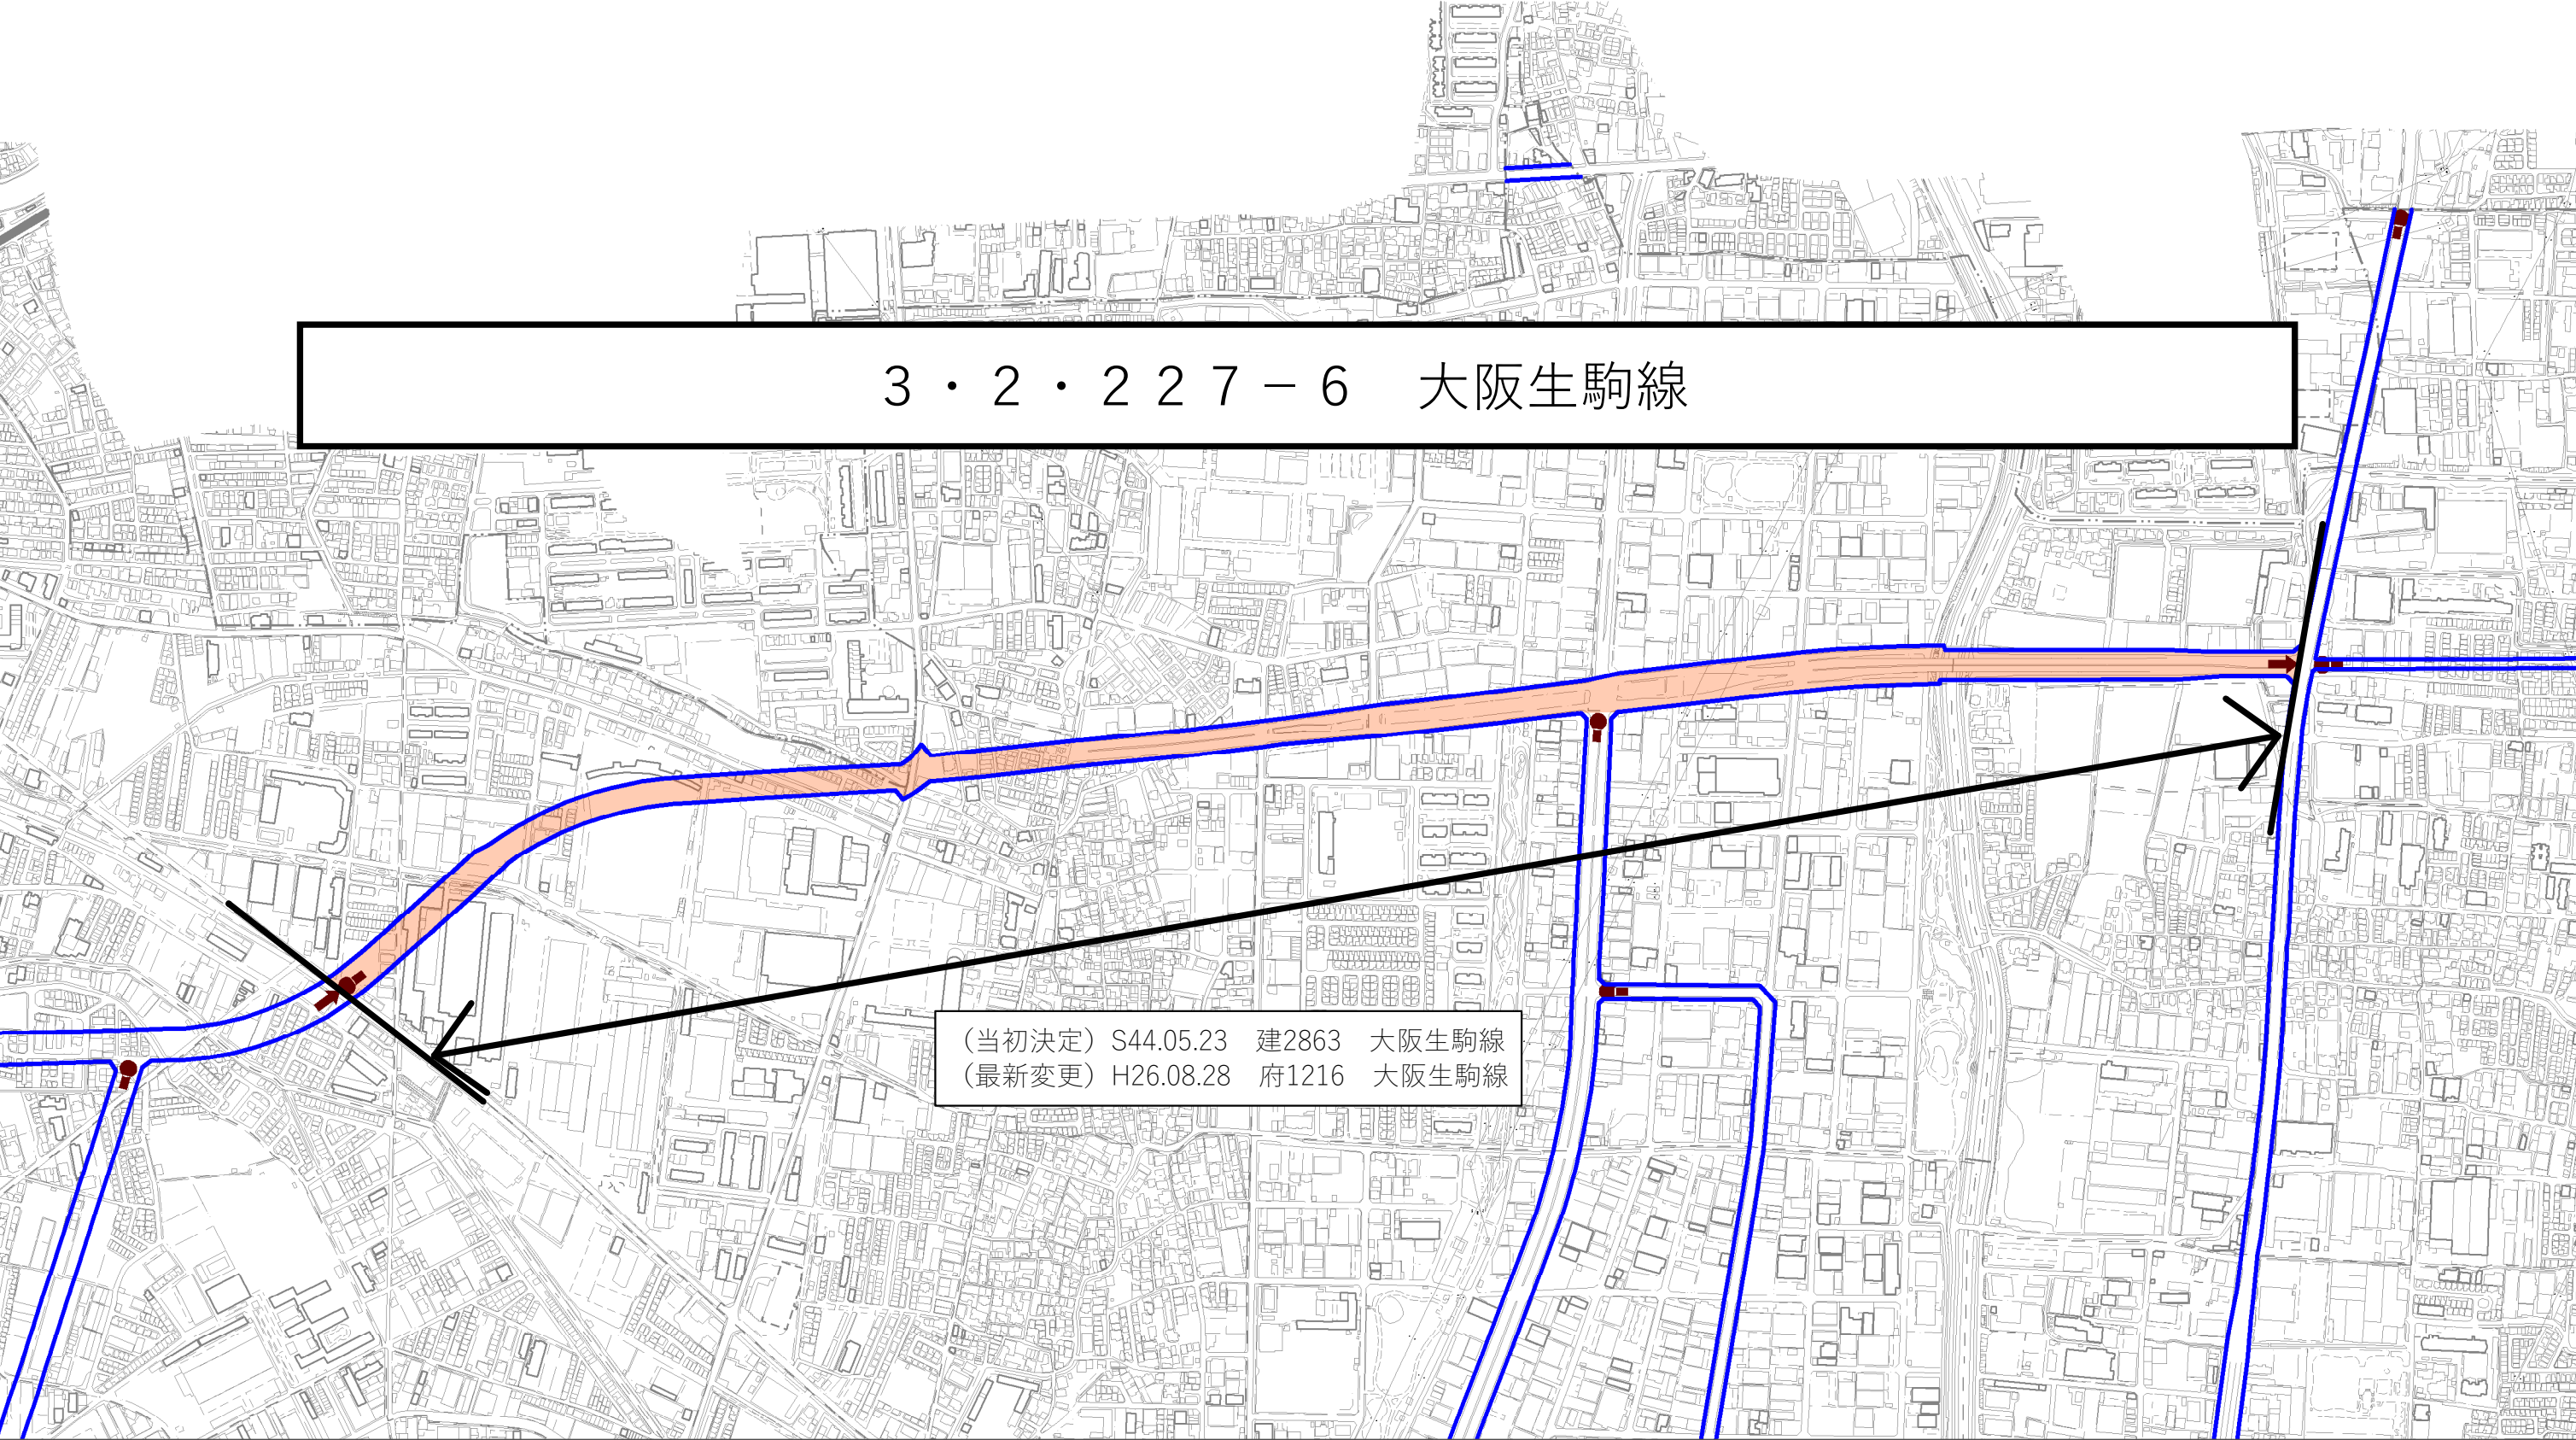 ３・２・２２７－６　大阪生駒線
（当初決定）S44.05.23　建2863　大阪生駒線
（最新変更）H26.08.28　府1216　大阪生駒線